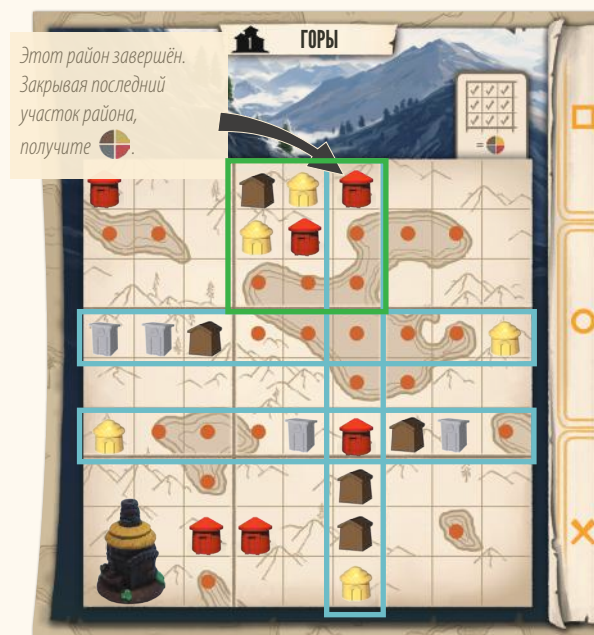 ГОРЫ
1
Этот район завершён.
Закрывая последний
участок района,
получите .
=